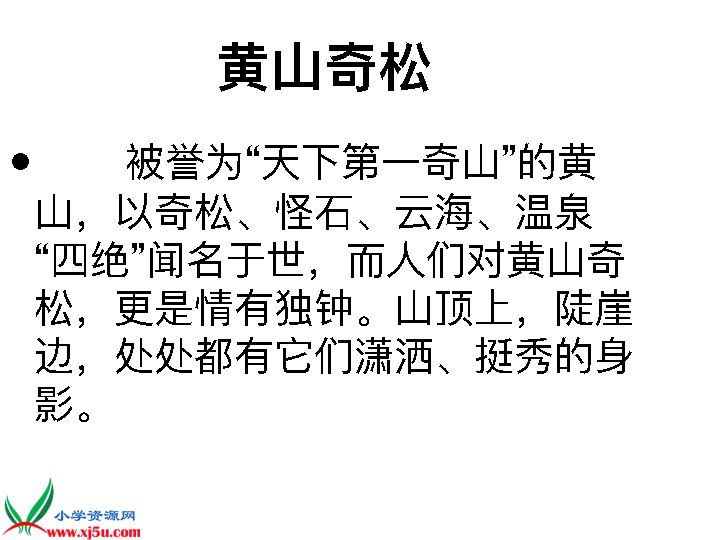 黄山奇松
• 被誉为“天下第一奇山”的黄
山，以奇松、怪石、云海、温泉
“四绝”闻名于世，而人们对黄山奇
松，更是情有独钟。山顶上，陡崖
边，处处都有它们潇洒、挺秀的身
影。
小学资源网
www.xj5u.com